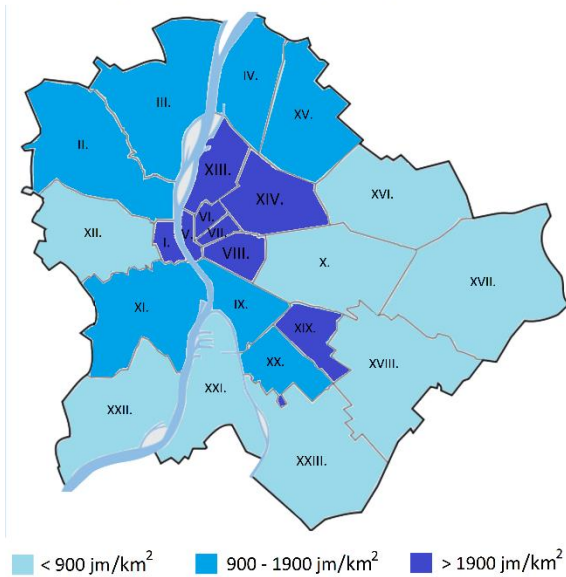 IV.
III.
XV.
II.
XIII.
XIV.
XVI.
VI.
XII.
I.
V.
VII.
VIII.
X.
XVII.
XI.
IX.
XIX.
XX.
XVIII.
XXI.
XXII.
XXIII.
< 900 jm/km²
900 - 1900 jm/km²
> 1900 jm/km²